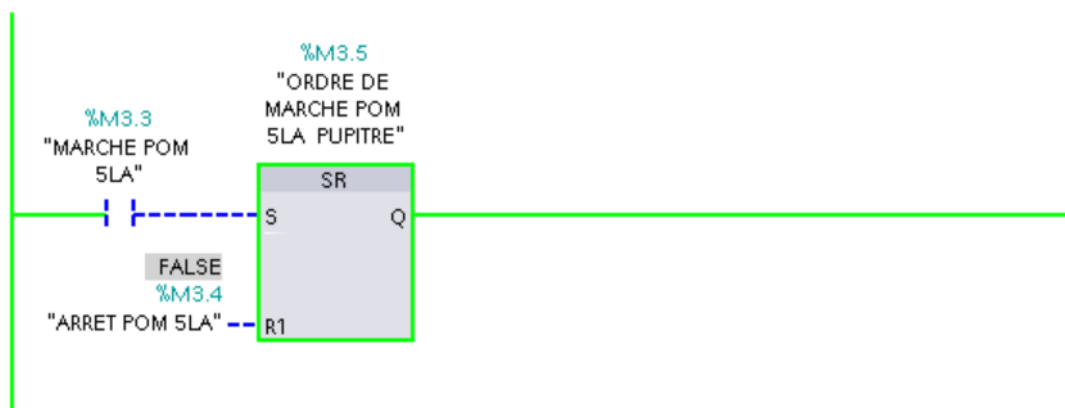 %M3.5
"ORDRE DE
MARCHE POM
5LA PUPITRE"
%M3.3
"MARCHE POM
5LA"
SR
S Q
FALSE
%M3.4
"ARRET POM 5LA"
R1